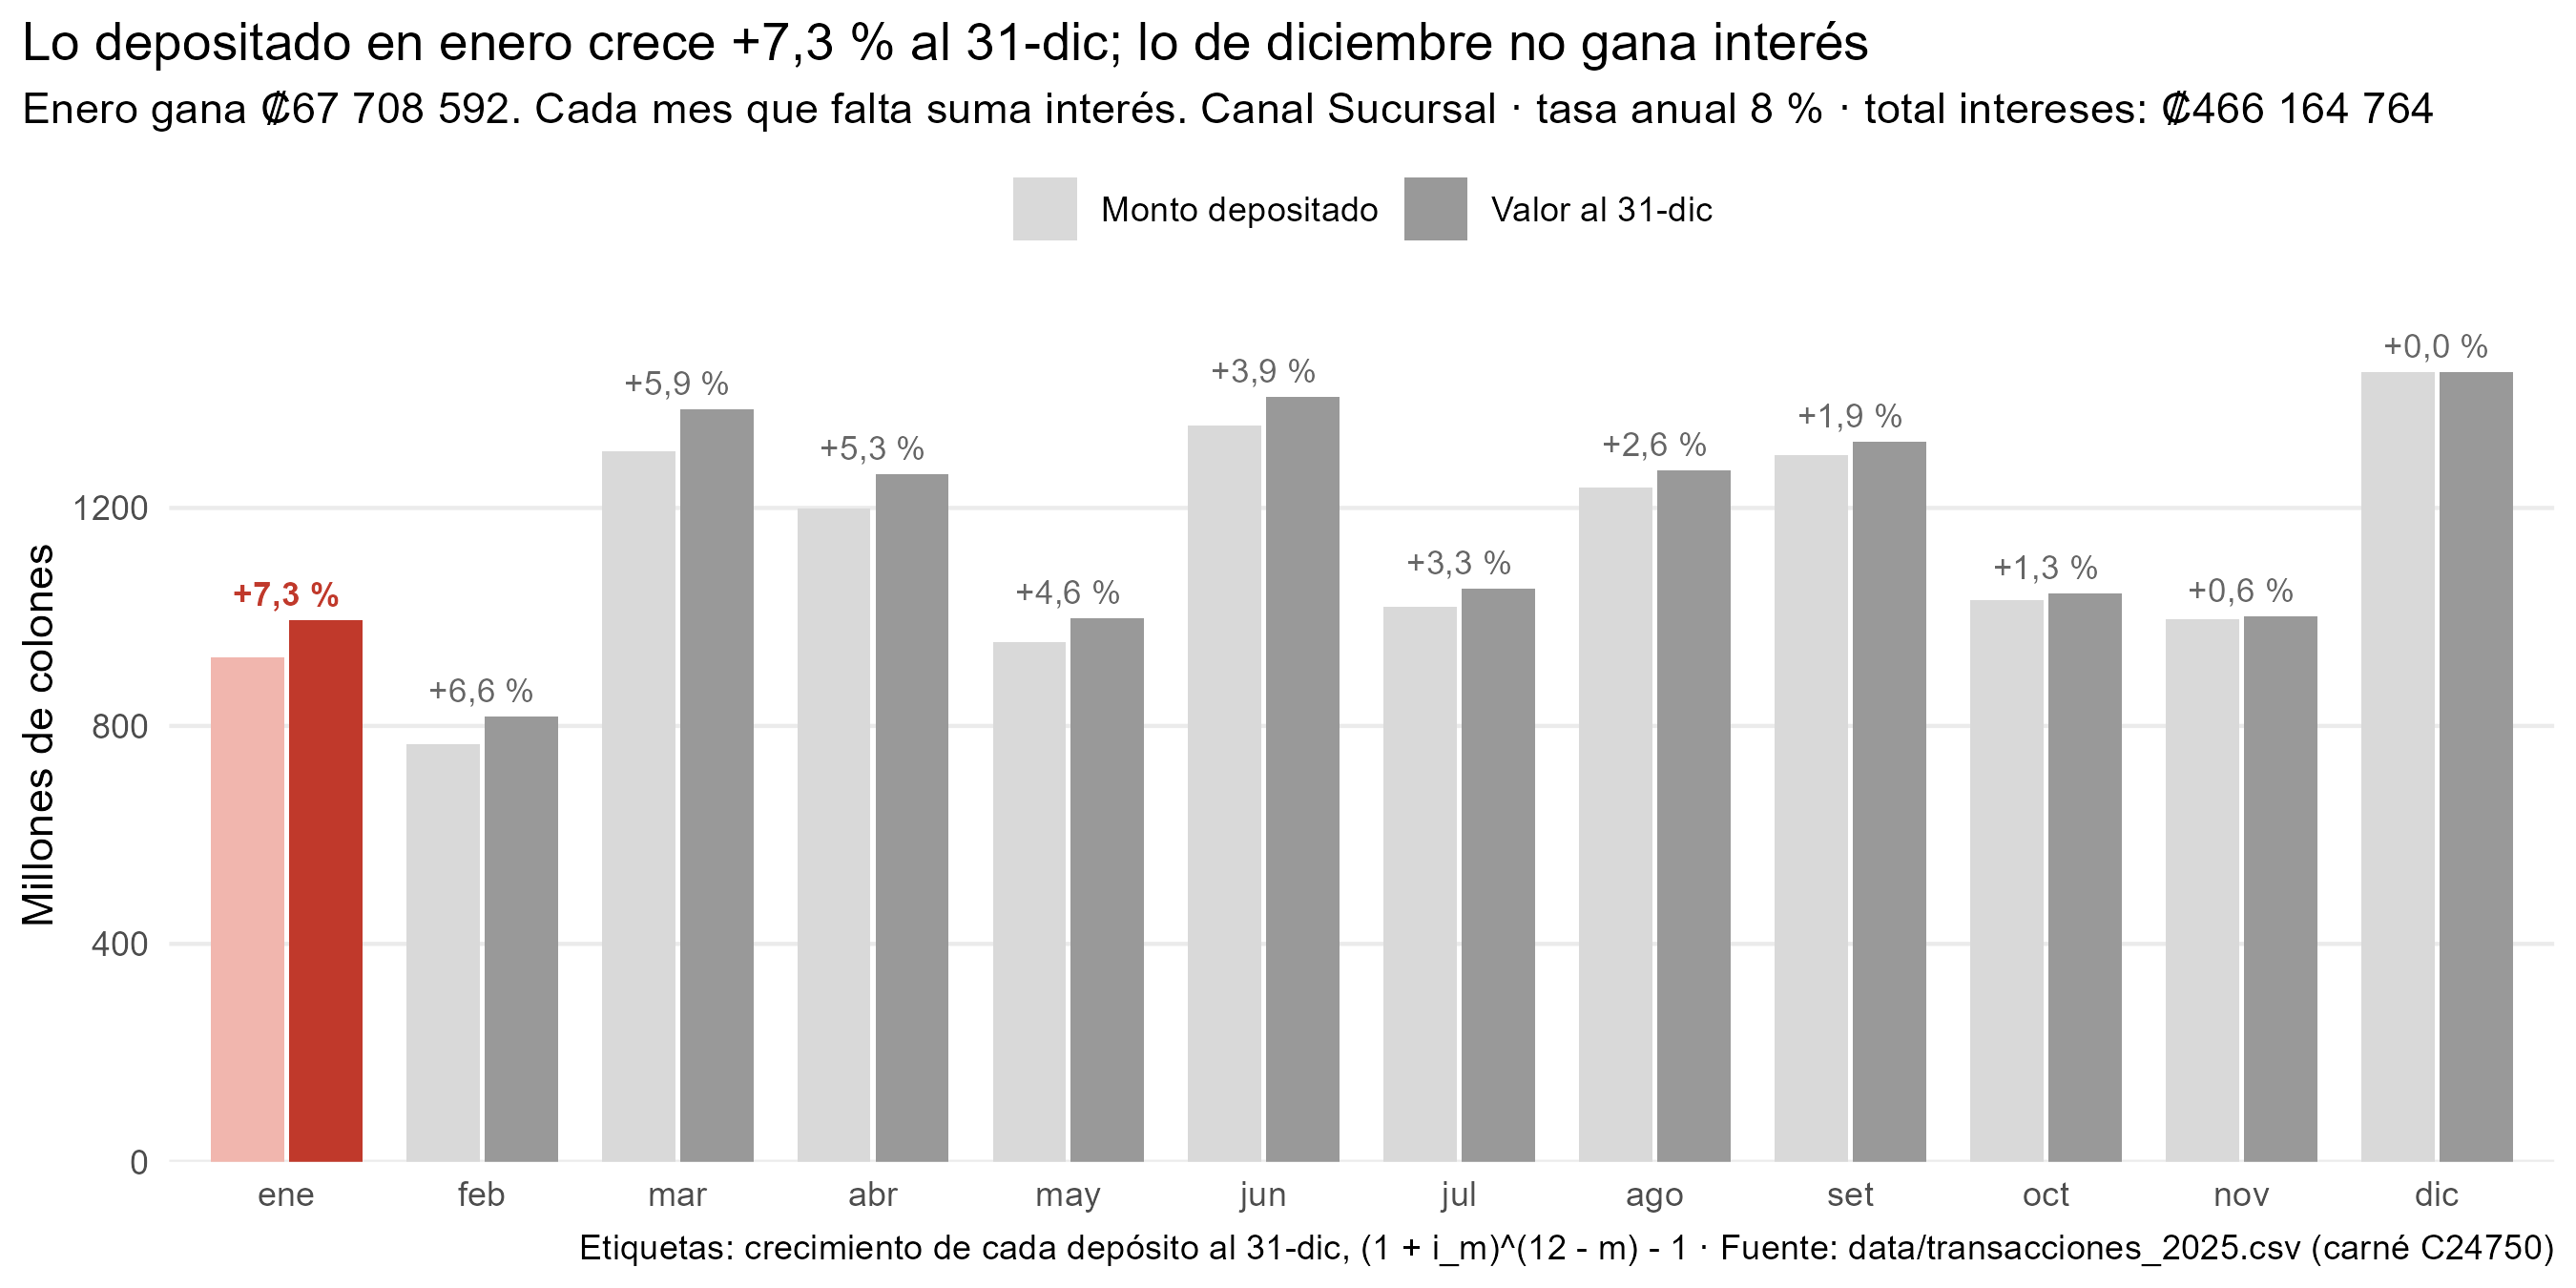 Lo depositado en enero crece +7,3 % al 31-dic; lo de diciembre no gana interés
Enero gana ₡67 708 592. Cada mes que falta suma interés. Canal Sucursal · tasa anual 8 % · total intereses: ₡466 164 764
Monto depositado Valor al 31-dic
Millones de colones
1200
800
400
0
+7,3 %
+6,6 %
+5,9 %
+5,3 %
+4,6 %
+3,9 %
+3,3 %
+2,6 %
+1,9 %
+1,3 %
+0,6 %
+0,0 %
ene feb mar abr may jun jul ago set oct nov dic
Etiquetas: crecimiento de cada depósito al 31-dic, (1 + i_m)^(12 - m) - 1 · Fuente: data/transacciones_2025.csv (carné C24750)